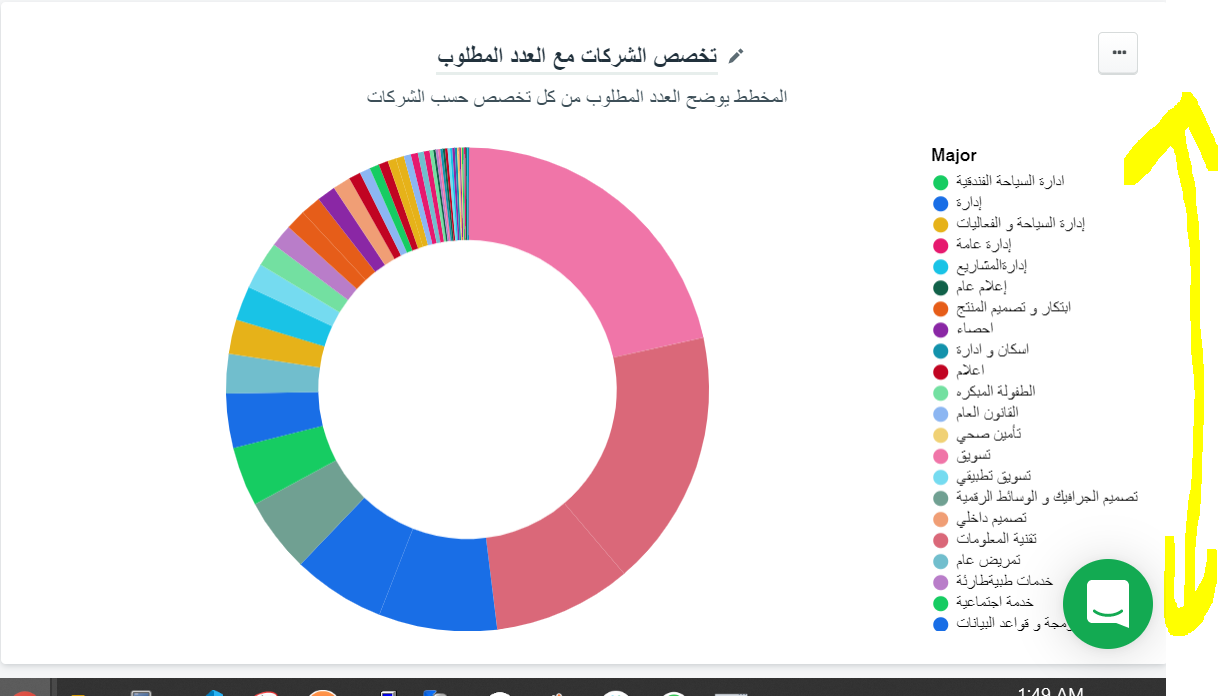 تخصص الشركات مع العدد المطلوب
المخطط يوضح العدد المطلوب من كل تخصص حسب الشركات
Major
ادارة السياحة الفندقية
إدارة
إدارة السياحة و الفعاليات
إدارة عامة
إدارةالمشاريع
إعلام عام
ابتكار و تصميم المنتج
احصاء
اسكان و ادارة
اعلام
الطفولة المبكره
القانون العام
تأمين صحي
تسويق
تسويق تطبيقي
تصميم الجرافيك و الوسائط الرقمية
تصميم داخلي
تقنية المعلومات
تمريض عام
خدمات طبيةطارئة
خدمة اجتماعية
و قواعد البيانات
1:49 AM